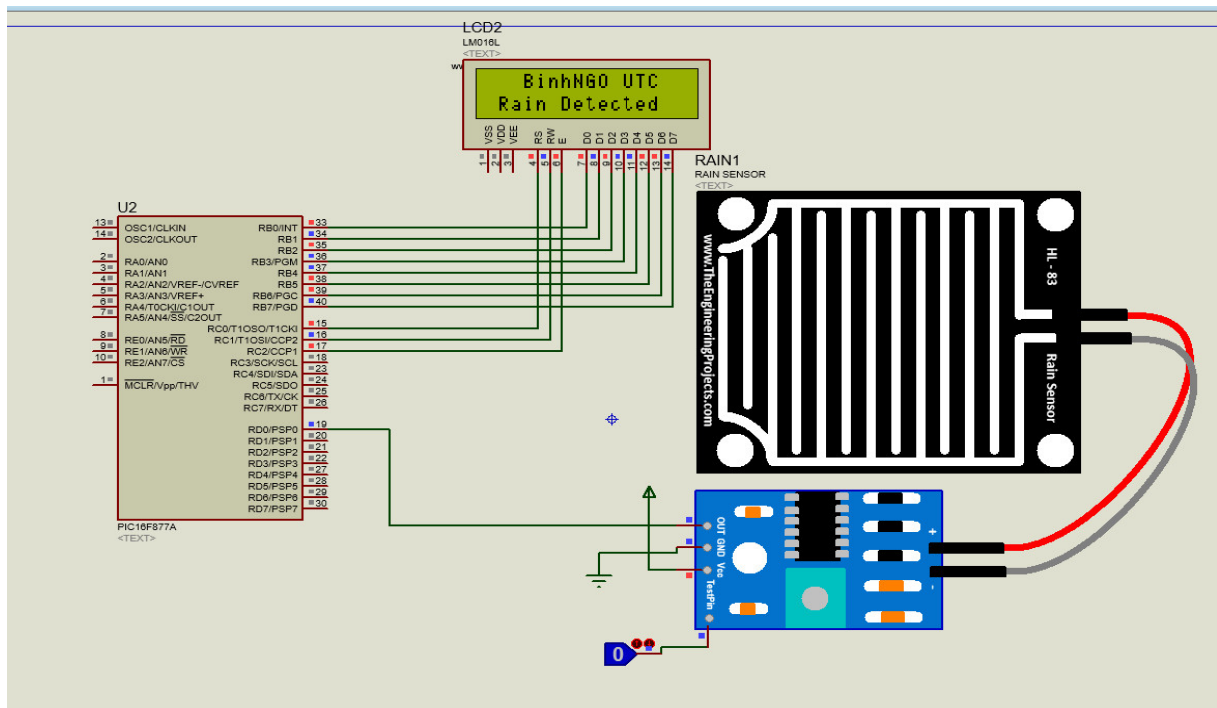 LCD2
LM016L
<TEXT>
BinhNGO UTC
Rain Detected
VSS
VDD
VEE
RS
RW
E
D0
D1
D2
D3
D4
D5
D6
D7
1
2
3
4
5
6
7
8
9
10
11
12
13
14
RAIN1
RAIN SENSOR
<TEXT>
www.TheEngineeringProjects.com
HL - 83
Rain Sensor
U2
13 OSC1/CLKIN
14 OSC2/CLKOUT
2 RA0/AN0
3 RA1/AN1
4 RA2/AN2/VREF-/CVREF
5 RA3/AN3/VREF+
6 RA4/T0CKI/C1OUT
7 RA5/AN4/SS/C2OUT
8 RE0/AN5/RD
9 RE1/AN6/WR
10 RE2/AN7/CS
1 MCLR/Vpp/THV
RB0/INT 33
RB1 34
RB2 35
RB3/PGM 36
RB4 37
RB5 38
RB6/PGC 39
RB7/PGD 40
RC0/T1OSO/T1CKI 15
RC1/T1OSI/CCP2 16
RC2/CCP1 17
RC3/SCK/SCL 18
RC4/SDI/SDA 23
RC5/SDO 24
RC6/TX/CK 25
RC7/RX/DT 26
RD0/PSP0 19
RD1/PSP1 20
RD2/PSP2 21
RD3/PSP3 22
RD4/PSP4 27
RD5/PSP5 28
RD6/PSP6 29
RD7/PSP7 30
PIC16F877A
<TEXT>
OUT
GND
Vcc
TestPin
+
-
0